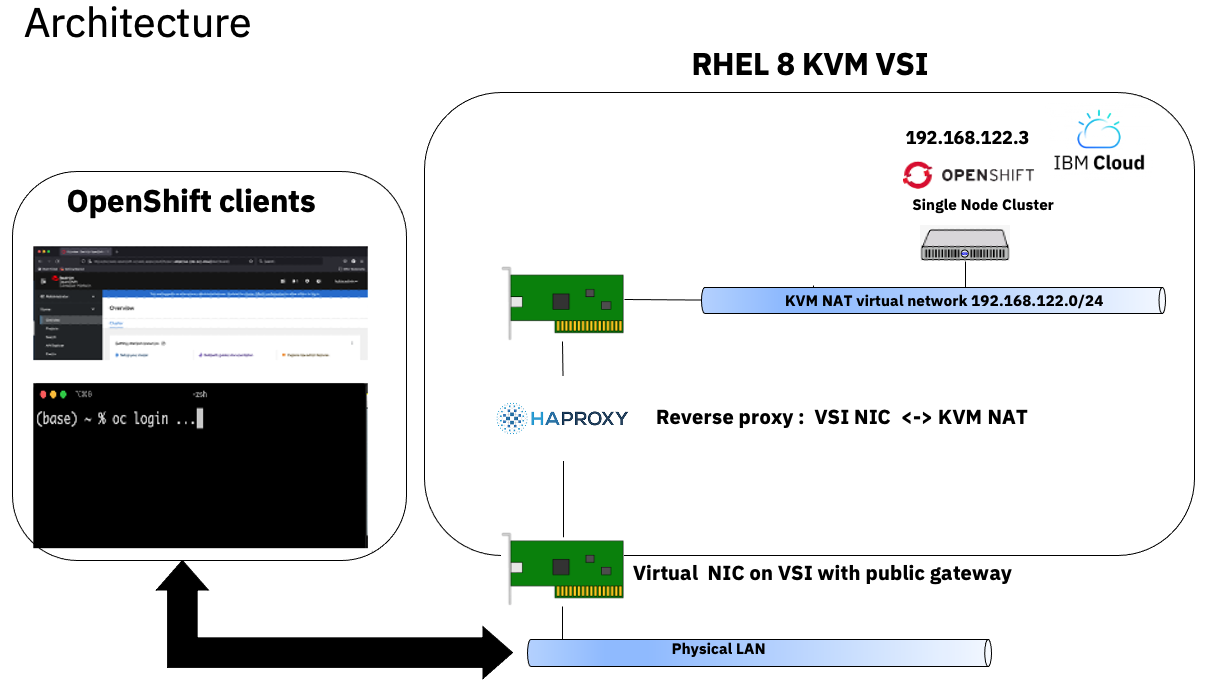 Architecture
RHEL 8 KVM VSI
192.168.122.3
OPENSHIFT
IBM Cloud
Single Node Cluster
OpenShift clients
Overview
KVM NAT virtual network 192.168.122.0/24
~zsh
(base) ~ % oc login ...
HAPROXY
Reverse proxy : VSI NIC <-> KVM NAT
Virtual NIC on VSI with public gateway
Physical LAN